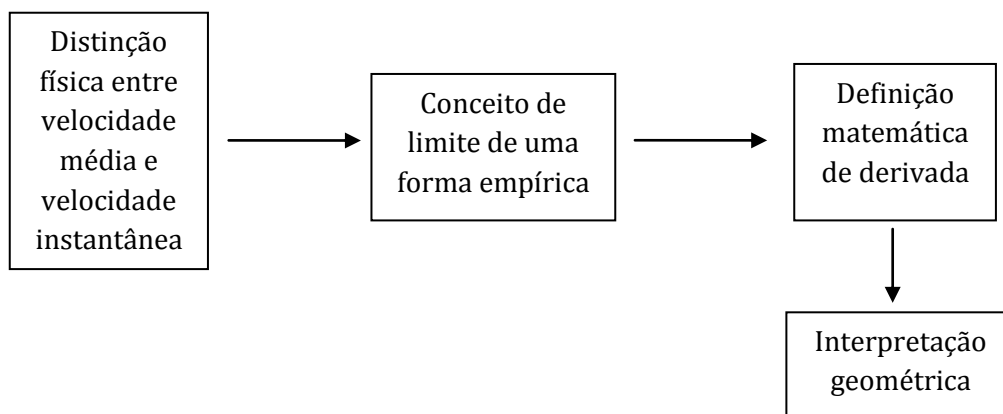 Distinção
física entre
velocidade
média e
velocidade
instantânea
Conceito de
limite de uma
forma empírica
Definição
matemática
de derivada
Interpretação
geométrica